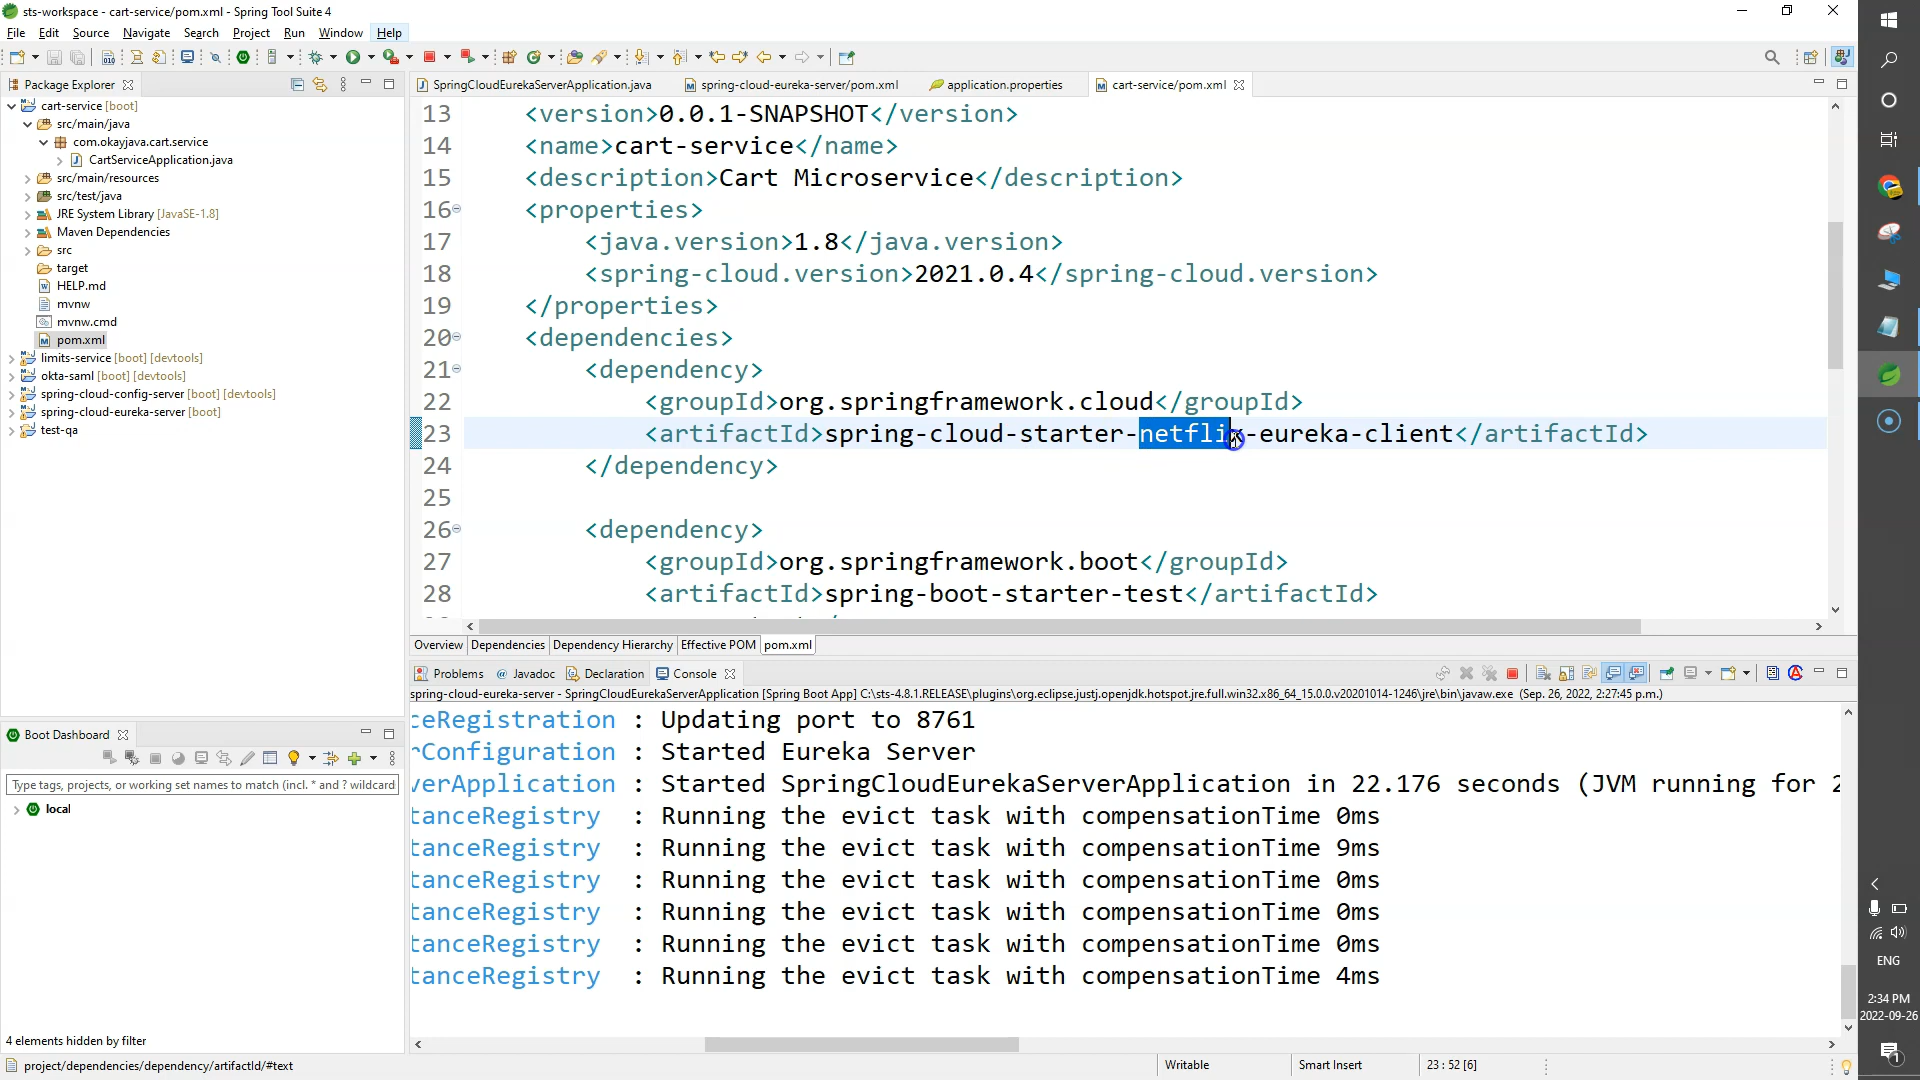 sts-workspace - cart-service/pom.xml - Spring Tool Suite 4
File Edit Source Navigate Search Project Run Window Help
Package Explorer
cart-service [boot]
src/main/java
com.okayjava.cart.service
CartServiceApplication.java
src/main/resources
src/test/java
JRE System Library [JavaSE-1.8]
Maven Dependencies
src
target
HELP.md
mvnw
mvnw.cmd
pom.xml
limits-service [boot] [devtools]
okta-saml [boot] [devtools]
spring-cloud-config-server [boot] [devtools]
spring-cloud-eureka-server [boot]
test-qa
SpringCloudEurekaServerApplication.java spring-cloud-eureka-server/pom.xml application.properties cart-service/pom.xml
13 <version>0.0.1-SNAPSHOT</version>
14 <name>cart-service</name>
15 <description>Cart Microservice</description>
16 <properties>
17 <java.version>1.8</java.version>
18 <spring-cloud.version>2021.0.4</spring-cloud.version>
19 </properties>
20 <dependencies>
21 <dependency>
22 <groupId>org.springframework.cloud</groupId>
23 <artifactId>spring-cloud-starter-netflix-eureka-client</artifactId>
24 </dependency>
25
26 <dependency>
27 <groupId>org.springframework.boot</groupId>
28 <artifactId>spring-boot-starter-test</artifactId>
Overview Dependencies Dependency Hierarchy Effective POM pom.xml
Problems Javadoc Declaration Console
spring-cloud-eureka-server - SpringCloudEurekaServerApplication [Spring Boot App] C:\sts-4.8.1.RELEASE\plugins\org.eclipse.justj.openjdk.hotspot.jre.full.win32.x86_64_15.0.0.v20201014-1246\jre\bin\javaw.exe (Sep. 26, 2022, 2:27:45 p.m.)
ceRegistration : Updating port to 8761
rConfiguration : Started Eureka Server
verApplication : Started SpringCloudEurekaServerApplication in 22.176 seconds (JVM running for 2
tanceRegistry : Running the evict task with compensationTime 0ms
tanceRegistry : Running the evict task with compensationTime 9ms
tanceRegistry : Running the evict task with compensationTime 0ms
tanceRegistry : Running the evict task with compensationTime 0ms
tanceRegistry : Running the evict task with compensationTime 0ms
tanceRegistry : Running the evict task with compensationTime 4ms
Boot Dashboard
Type tags, projects, or working set names to match (incl. * and ? wildcard
local
4 elements hidden by filter
project/dependencies/dependency/artifactId/#text
Writable Smart Insert 23 : 52 [6]
ENG
2:34 PM
2022-09-26
1